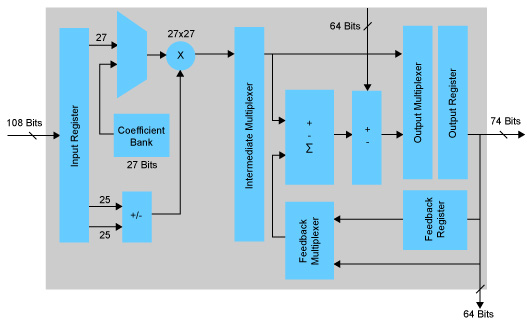 64 Bits
27
27x27
X
108 Bits
Input Register
Coefficient
Bank
27 Bits
25
25
+/-
Intermediate Multiplexer
+
-
Σ
+
-
Output Multiplexer
Output Register
74 Bits
Feedback
Multiplexer
Feedback
Register
64 Bits